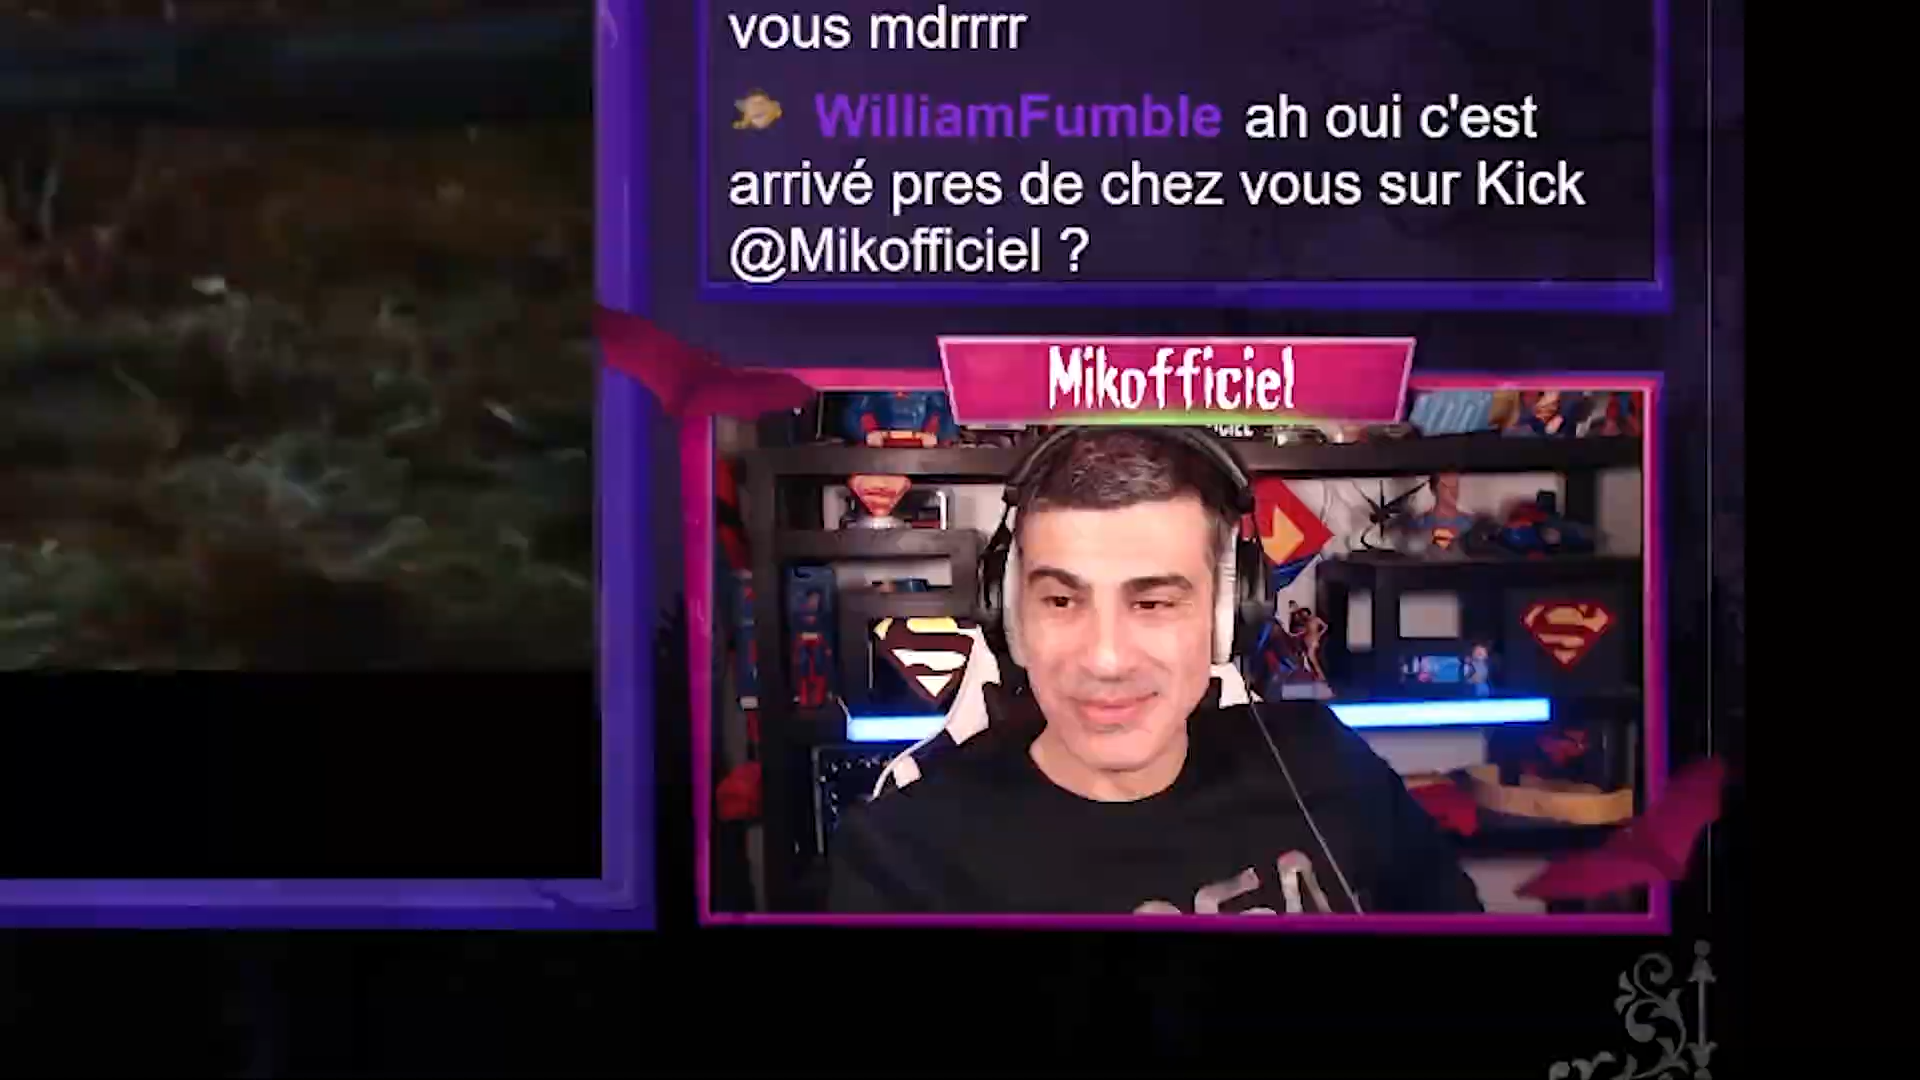 vous mdrrrr
WilliamFumble ah oui c'est
arrivé pres de chez vous sur Kick
@Mikofficiel ?
Mikofficiel